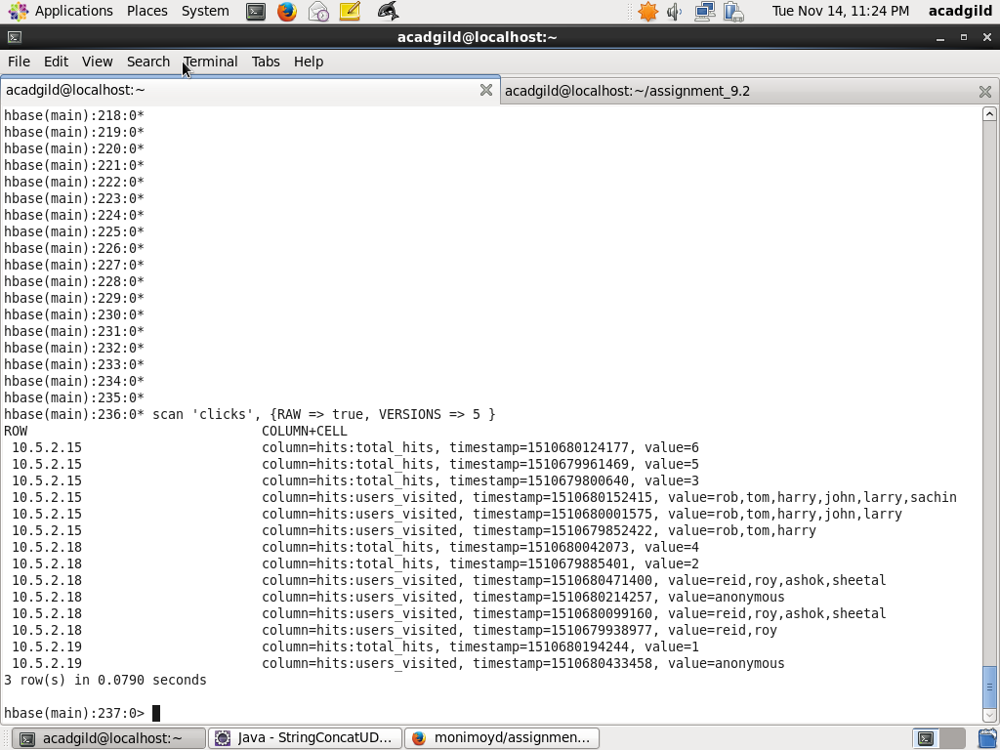 Applications Places System Tue Nov 14, 11:24 PM acadgild
acadgild@localhost:~
File Edit View Search Terminal Tabs Help
acadgild@localhost:~ acadgild@localhost:~/assignment_9.2
hbase(main):218:0*
hbase(main):219:0*
hbase(main):220:0*
hbase(main):221:0*
hbase(main):222:0*
hbase(main):223:0*
hbase(main):224:0*
hbase(main):225:0*
hbase(main):226:0*
hbase(main):227:0*
hbase(main):228:0*
hbase(main):229:0*
hbase(main):230:0*
hbase(main):231:0*
hbase(main):232:0*
hbase(main):233:0*
hbase(main):234:0*
hbase(main):235:0*
hbase(main):236:0* scan 'clicks', {RAW => true, VERSIONS => 5 }
ROW COLUMN+CELL
10.5.2.15 column=hits:total_hits, timestamp=1510680124177, value=6
10.5.2.15 column=hits:total_hits, timestamp=1510679961469, value=5
10.5.2.15 column=hits:total_hits, timestamp=1510679800640, value=3
10.5.2.15 column=hits:users_visited, timestamp=1510680152415, value=rob,tom,harry,john,larry,sachin
10.5.2.15 column=hits:users_visited, timestamp=1510680001575, value=rob,tom,harry,john,larry
10.5.2.15 column=hits:users_visited, timestamp=1510679852422, value=rob,tom,harry
10.5.2.18 column=hits:total_hits, timestamp=1510680042073, value=4
10.5.2.18 column=hits:total_hits, timestamp=1510679885401, value=2
10.5.2.18 column=hits:users_visited, timestamp=1510680471400, value=reid,roy,ashok,sheetal
10.5.2.18 column=hits:users_visited, timestamp=1510680214257, value=anonymous
10.5.2.18 column=hits:users_visited, timestamp=1510680099160, value=reid,roy,ashok,sheetal
10.5.2.18 column=hits:users_visited, timestamp=1510679938977, value=reid,roy
10.5.2.19 column=hits:total_hits, timestamp=1510680194244, value=1
10.5.2.19 column=hits:users_visited, timestamp=1510680433458, value=anonymous
3 row(s) in 0.0790 seconds
hbase(main):237:0>
acadgild@localhost:~ Java - StringConcatUD... monimoyd/assignmen...